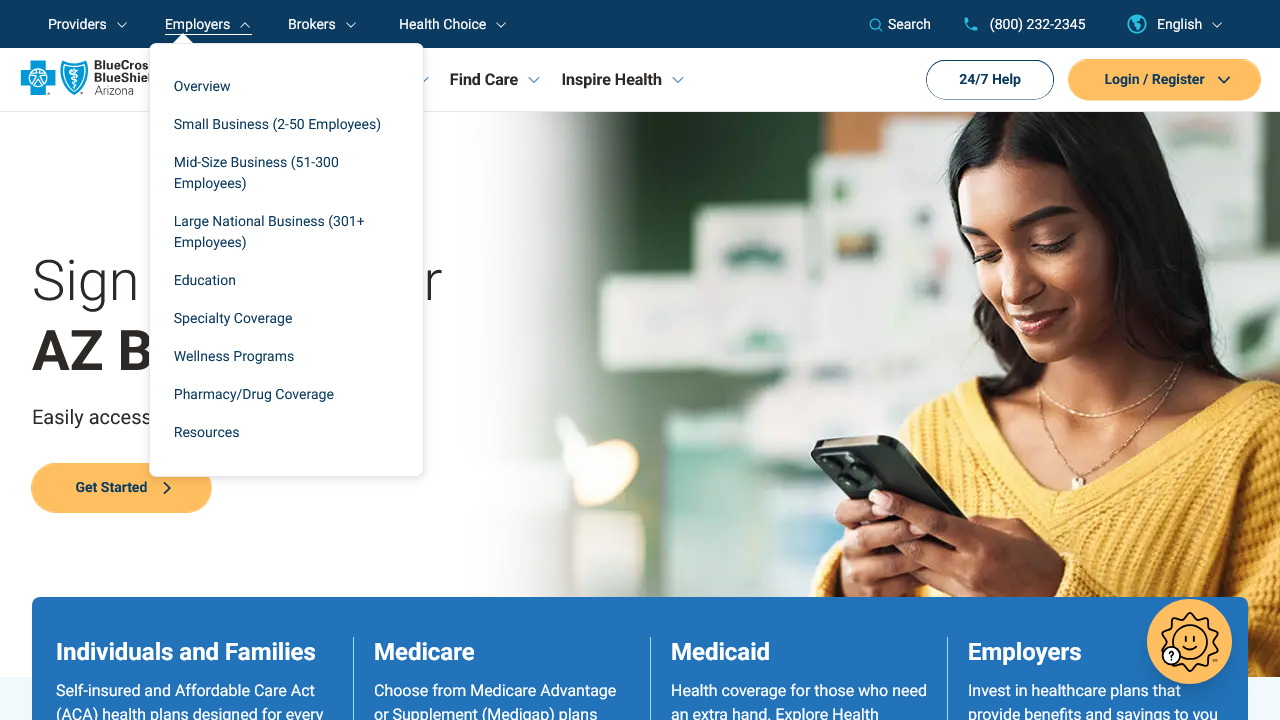 Providers
Employers
Brokers
Health Choice
Search
(800) 232-2345
English
BlueCros
BlueShiel
Arizona
Find Care
Inspire Health
24/7 Help
Login / Register
Overview
Small Business (2-50 Employees)
Mid-Size Business (51-300
Employees)
Large National Business (301+
Employees)
Education
Specialty Coverage
Wellness Programs
Pharmacy/Drug Coverage
Resources
Sign
r
AZ B
Easily access
Get Started
Individuals and Families
Self-insured and Affordable Care Act
(ACA) health plans designed for every
Medicare
Choose from Medicare Advantage
or Supplement (Medigap) plans
Medicaid
Health coverage for those who need
an extra hand. Explore Health
Employers
Invest in healthcare plans that
provide benefits and savings to you
?